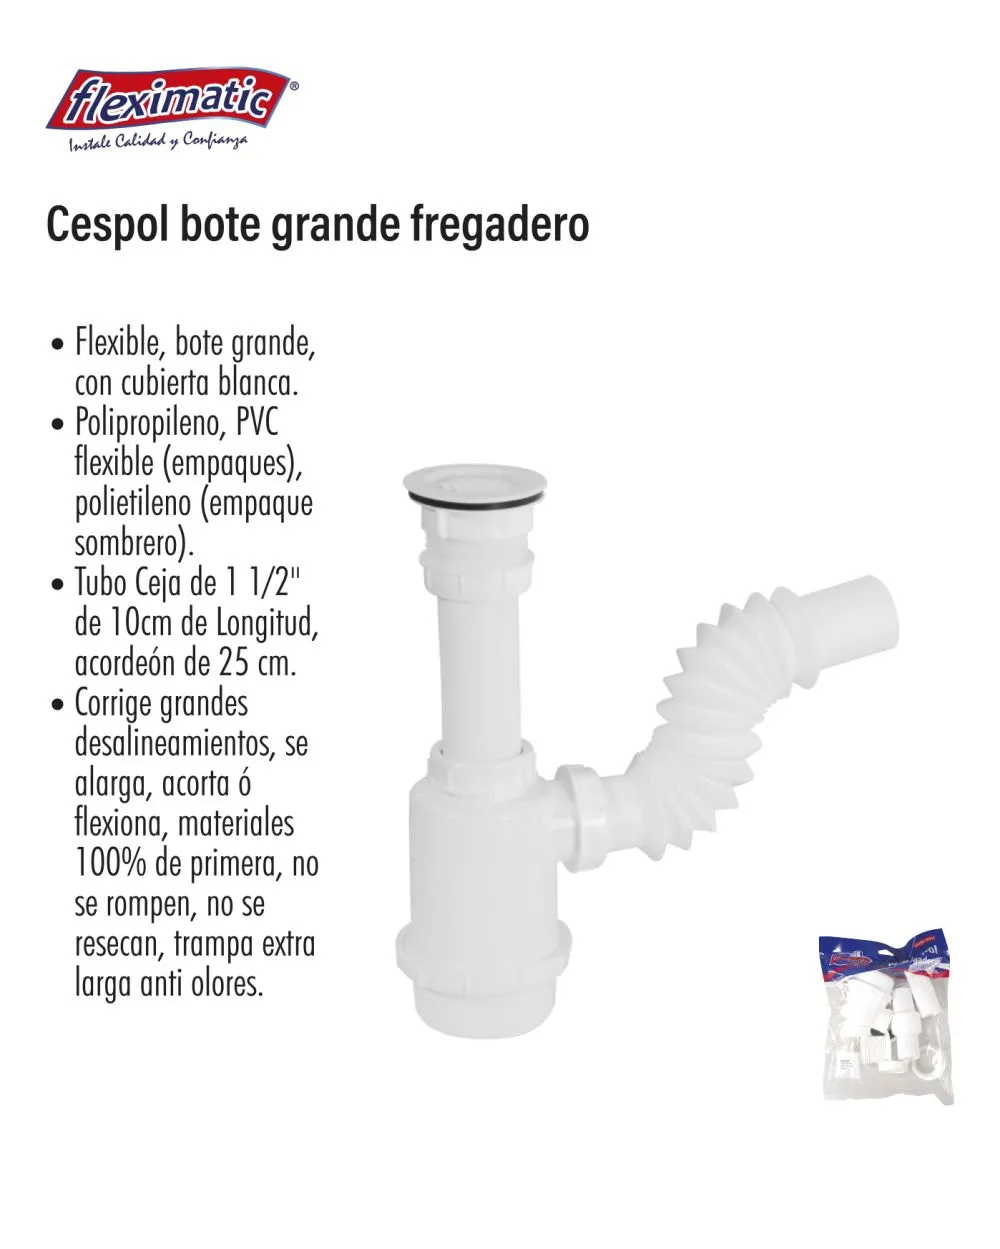 fleximatic®
Instale Calidad y Confianza
Cespol bote grande fregadero
• Flexible, bote grande,
con cubierta blanca.
• Polipropileno, PVC
flexible (empaques),
polietileno (empaque
sombrero).
• Tubo Ceja de 1 1/2"
de 10cm de Longitud,
acordeón de 25 cm.
• Corrige grandes
desalineamientos, se
alarga, acorta ó
flexiona, materiales
100% de primera, no
se rompen, no se
resecan, trampa extra
larga anti olores.